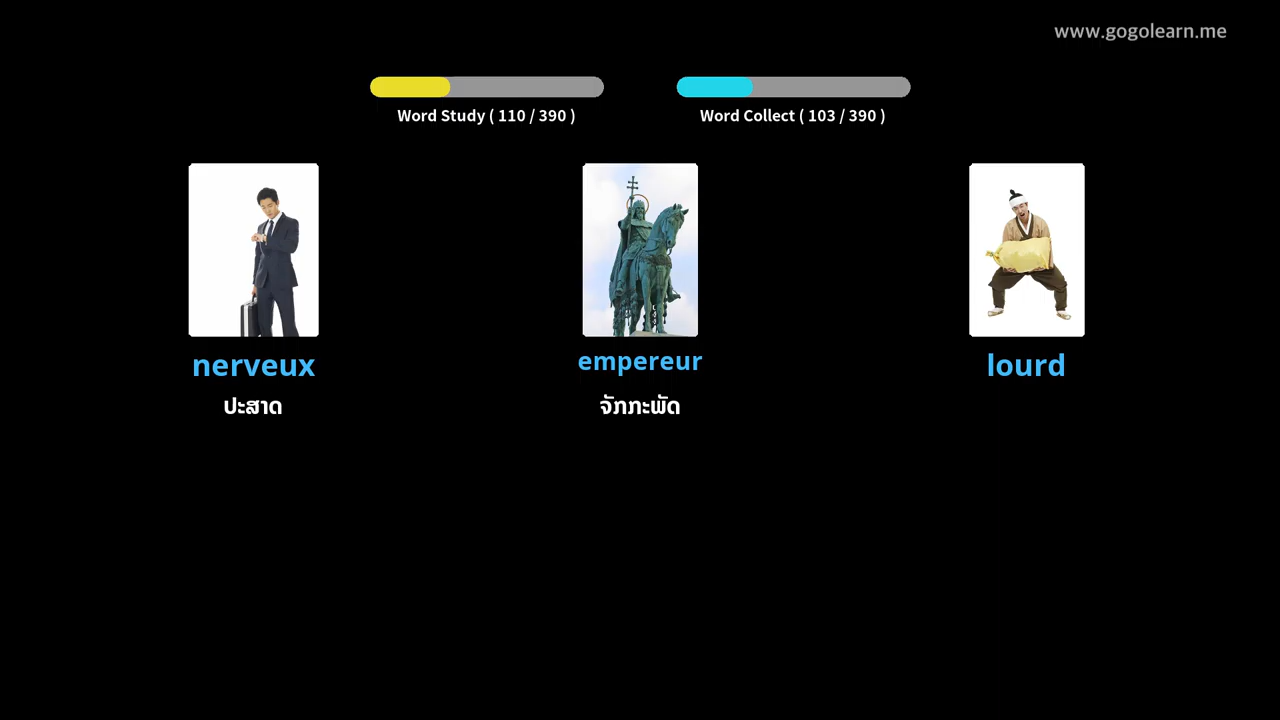 www.gogolearn.me
Word Study ( 110 / 390 )
Word Collect ( 103 / 390 )
nerveux
empereur
lourd
ປະສາດ
ຈັກກະພັດ